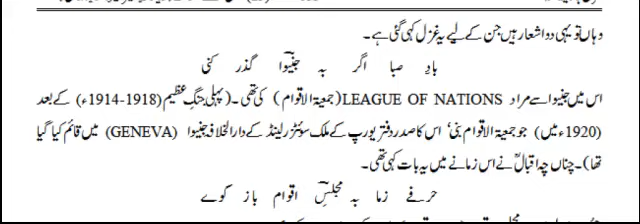 وہاں تو یہی دو اشعار ہیں جن کے لیے یہ غزل کہی گئی ہے۔
بادِ صبا اگر بہ جنیوآ گذر کنی
اس میں جنیوا سے مراد LEAGUE OF NATIONS (جمعیۃ الاقوام) کی تھی۔ (پہلی جنگِ عظیم (1918-1914ء) کے بعد
(1920ء میں) جو جمعیۃ الاقوام بنی، اس کا صدر دفتر یورپ کے ملک سوئٹزرلینڈ کے دارالخلافہ جنیوا (GENEVA) میں قائم کیا گیا
تھا)۔ چناں چہ اقبالؒ نے اس زمانے میں یہ بات کہی تھی۔
حرفے زما بہ مجلسِ اقوام باز گوے